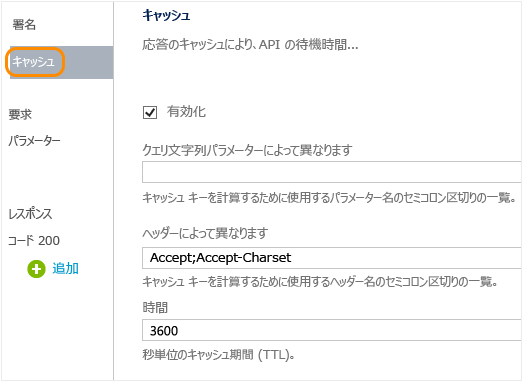 署名
キャッシュ
要求
パラメーター
レスポンス
コード 200
追加
キャッシュ
応答のキャッシュにより、API の待機時間...
有効化
クエリ文字列パラメーターによって異なります
キャッシュ キーを計算するために使用するパラメーター名のセミコロン区切りの一覧。
ヘッダーによって異なります
Accept;Accept-Charset
キャッシュ キーを計算するために使用するヘッダー名のセミコロン区切りの一覧。
時間
3600
秒単位のキャッシュ期間 (TTL)。